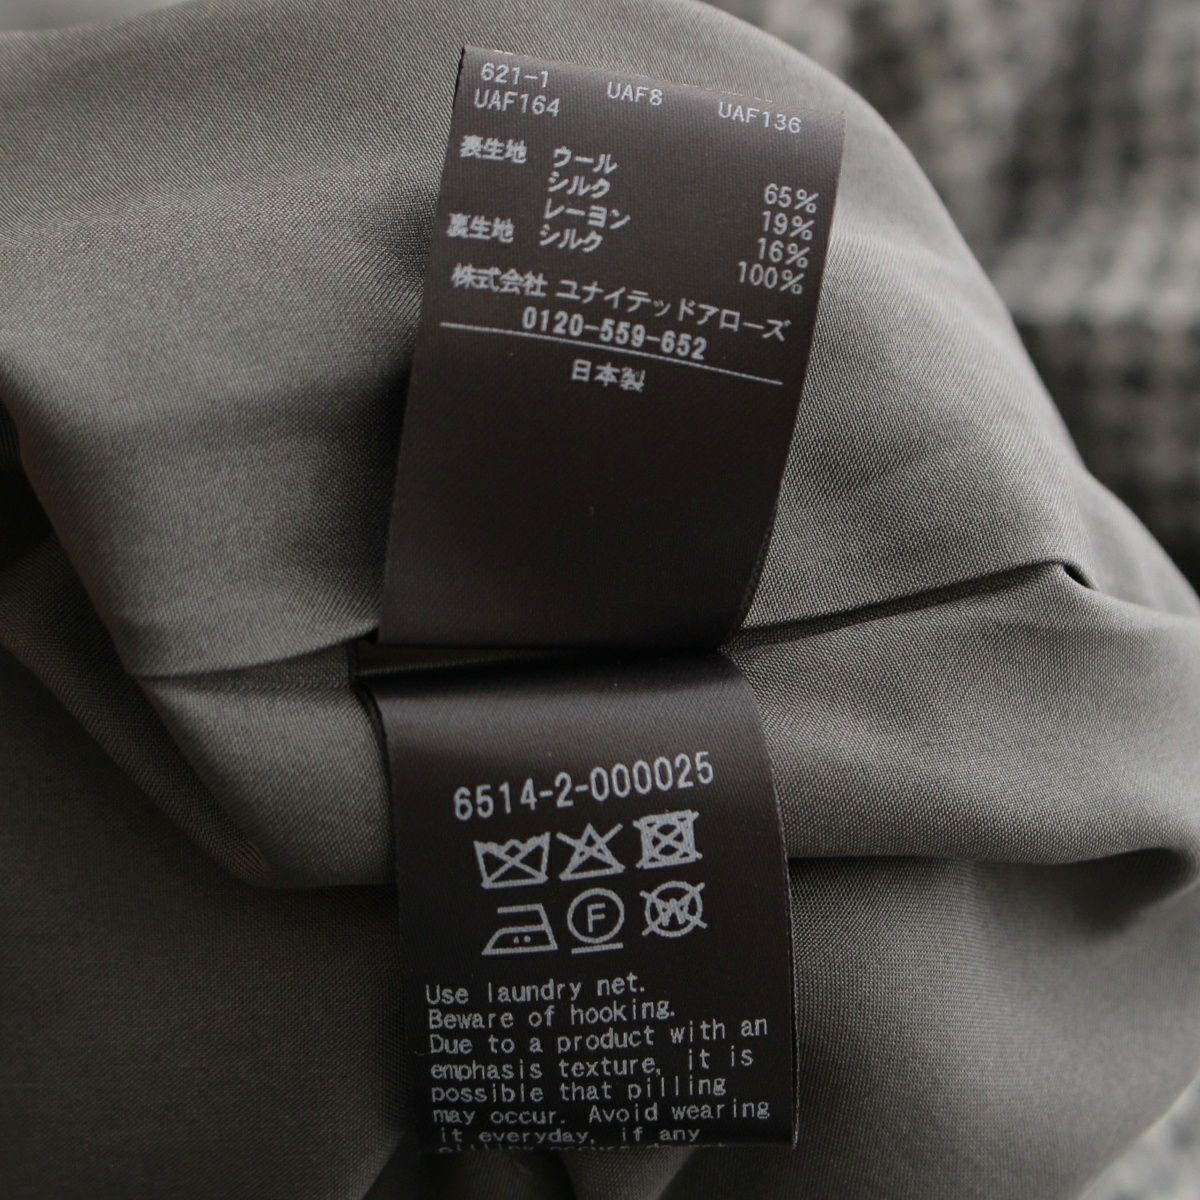 621-1 UAF8 UAF136
UAF164
表生地 ウール 65%
シルク 19%
レーヨン 16%
裏生地 シルク 100%
株式会社 ユナイテッドアローズ
0120-559-652
日本製
6514-2-000025
F
W
Use laundry net.
Beware of hooking.
Due to a product with an
emphasis texture, it is
possible that pilling
may occur. Avoid wearing
it everyday, if any